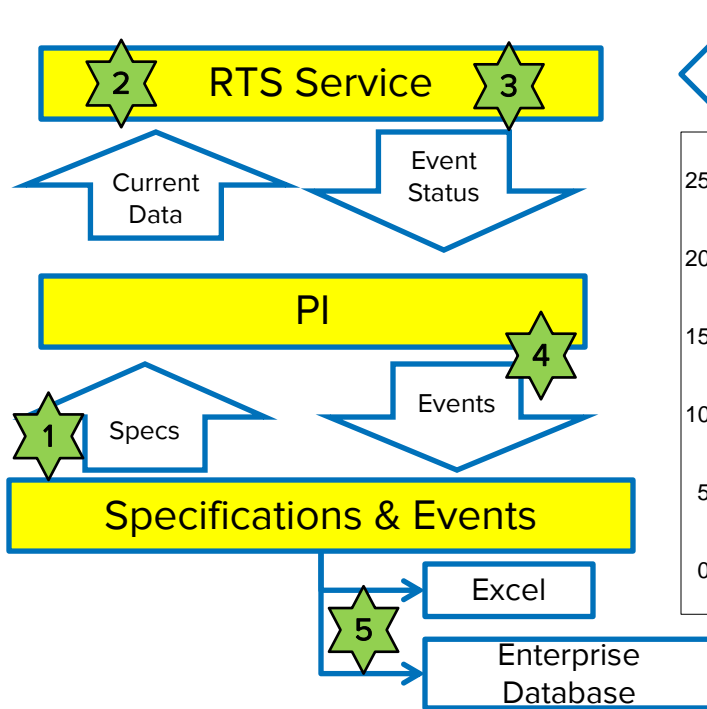 2
RTS Service
3
Current
Data
Event
Status
PI
4
1
Specs
Events
Specifications & Events
5
Excel
Enterprise
Database
25
20
15
10
5
0